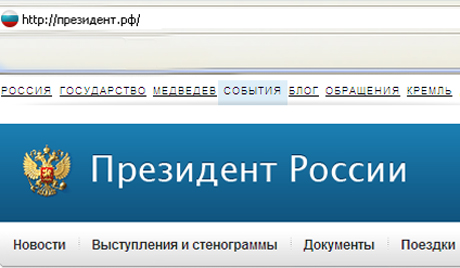 http://президент.рф/
РОССИЯ ГОСУДАРСТВО МЕДВЕДЕВ СОБЫТИЯ БЛОГ ОБРАЩЕНИЯ КРЕМЛЬ
Президент России
Новости Выступления и стенограммы Документы Поездки